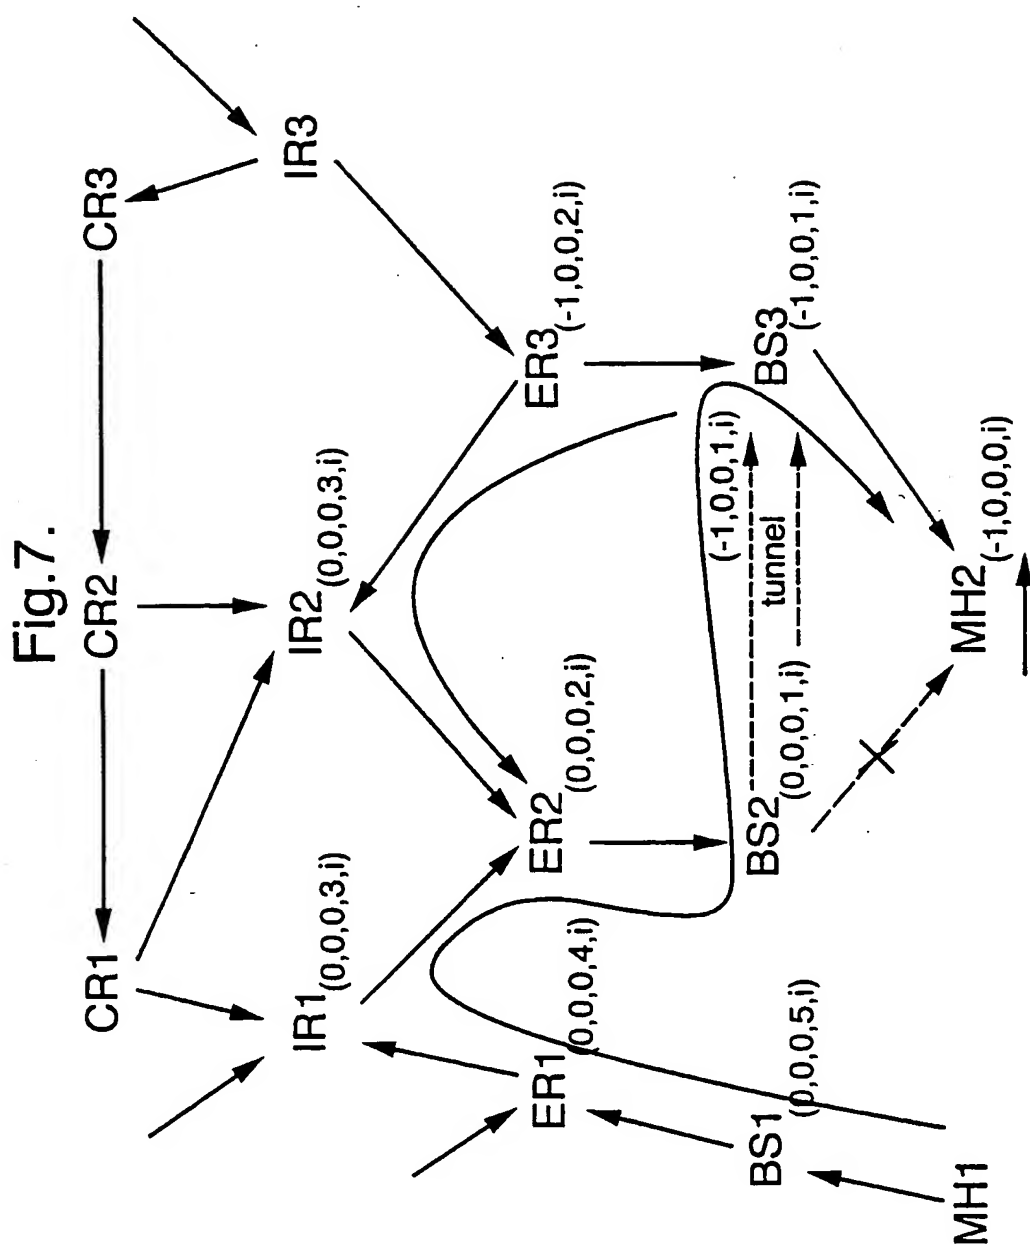 Fig.7.
CR1
CR2
CR3
IR1(0,0,0,3,i)
IR2(0,0,0,3,i)
IR3
ER1(0,0,0,4,i)
ER2(0,0,0,2,i)
ER3(-1,0,0,2,i)
(-1,0,0,1,i)
tunnel
BS1(0,0,0,5,i)
BS2(0,0,0,1,i)
BS3(-1,0,0,1,i)
MH1
MH2(-1,0,0,0,i)